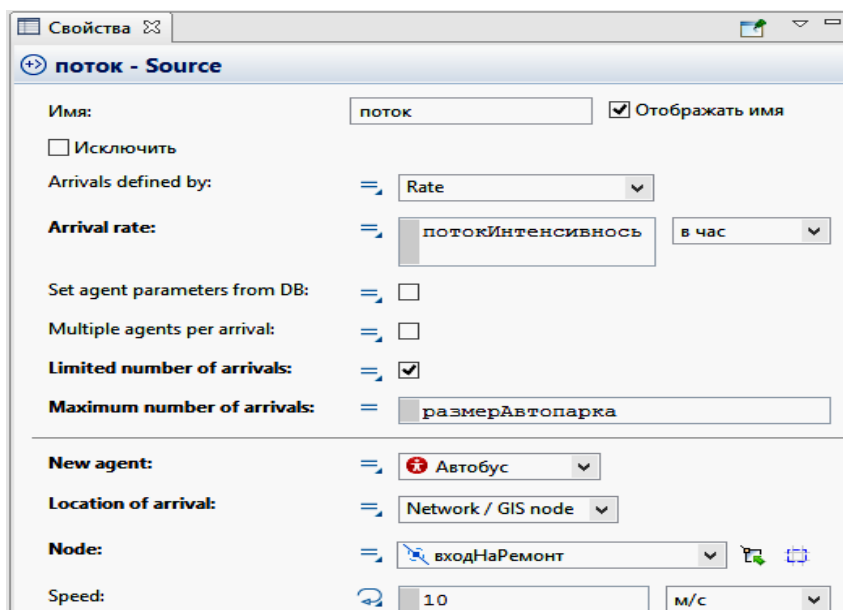 Свойства
поток - Source
Имя: поток Отображать имя
Исключить
Arrivals defined by: Rate
Arrival rate: потокИнтенсивнось в час
Set agent parameters from DB:
Multiple agents per arrival:
Limited number of arrivals:
Maximum number of arrivals: размерАвтопарка
New agent: Автобус
Location of arrival: Network / GIS node
Node: входНаРемонт
Speed: 10 м/с